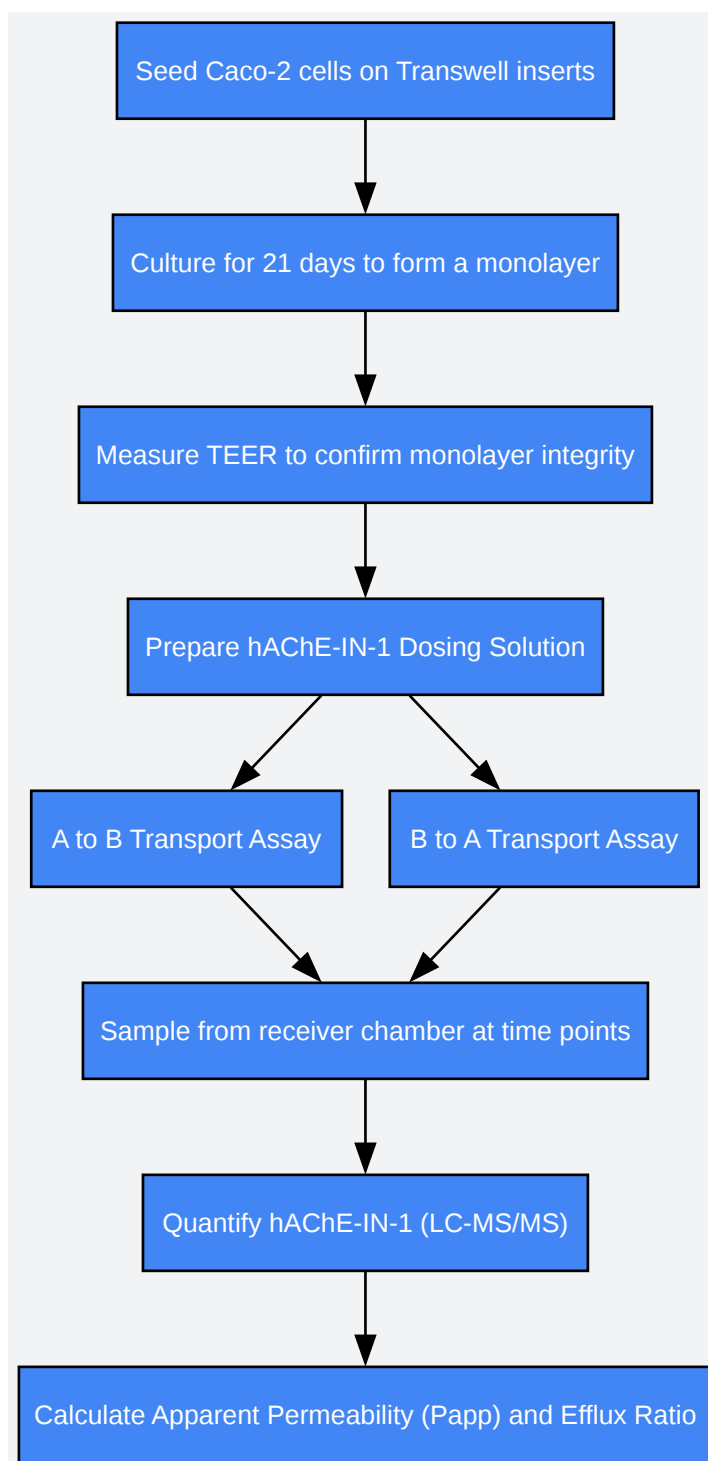 Seed Caco-2 cells on Transwell inserts
Culture for 21 days to form a monolayer
Measure TEER to confirm monolayer integrity
Prepare hAChE-IN-1 Dosing Solution
A to B Transport Assay
B to A Transport Assay
Sample from receiver chamber at time points
Quantify hAChE-IN-1 (LC-MS/MS)
Calculate Apparent Permeability (Papp) and Efflux Ratio